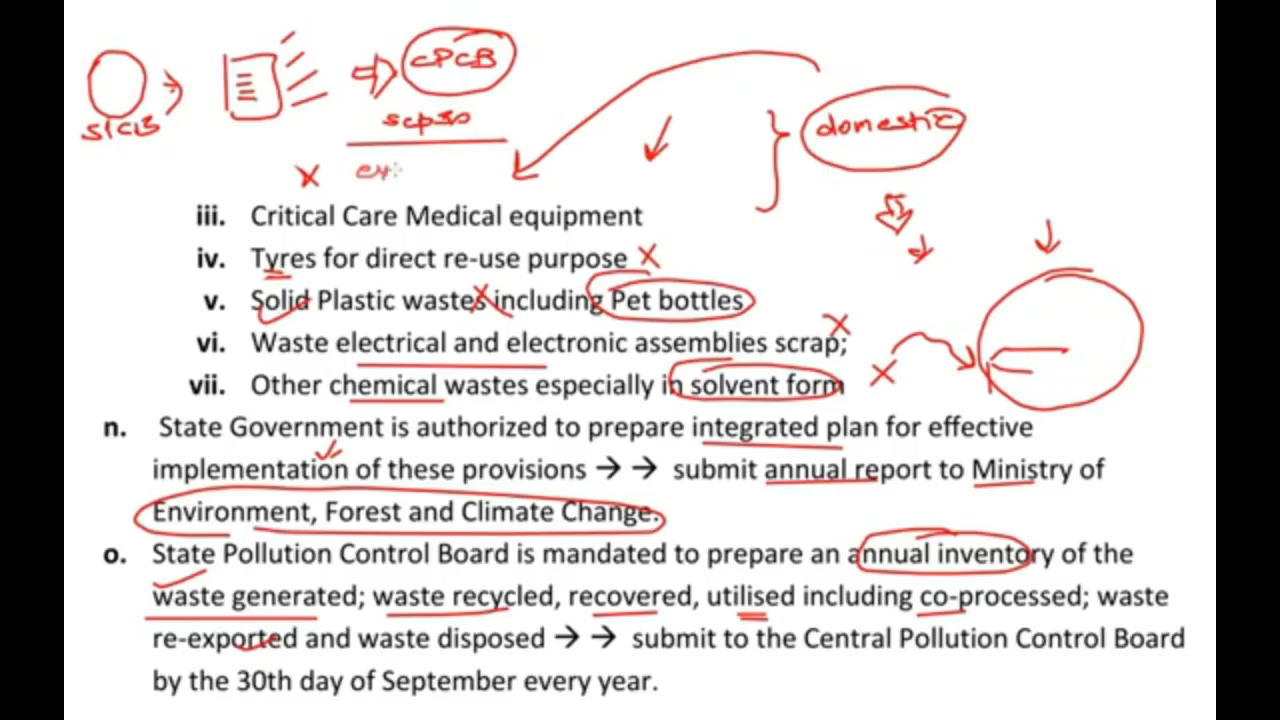 CPCB
domestic
iii. Critical Care Medical equipment
iv. Tyres for direct re-use purpose
v. Solid Plastic wastes including Pet bottles
vi. Waste electrical and electronic assemblies scrap;
vii. Other chemical wastes especially in solvent form
n. State Government is authorized to prepare integrated plan for effective
implementation of these provisions → → submit annual report to Ministry of
Environment, Forest and Climate Change.
o. State Pollution Control Board is mandated to prepare an annual inventory of the
waste generated; waste recycled, recovered, utilised including co-processed; waste
re-exported and waste disposed → → submit to the Central Pollution Control Board
by the 30th day of September every year.